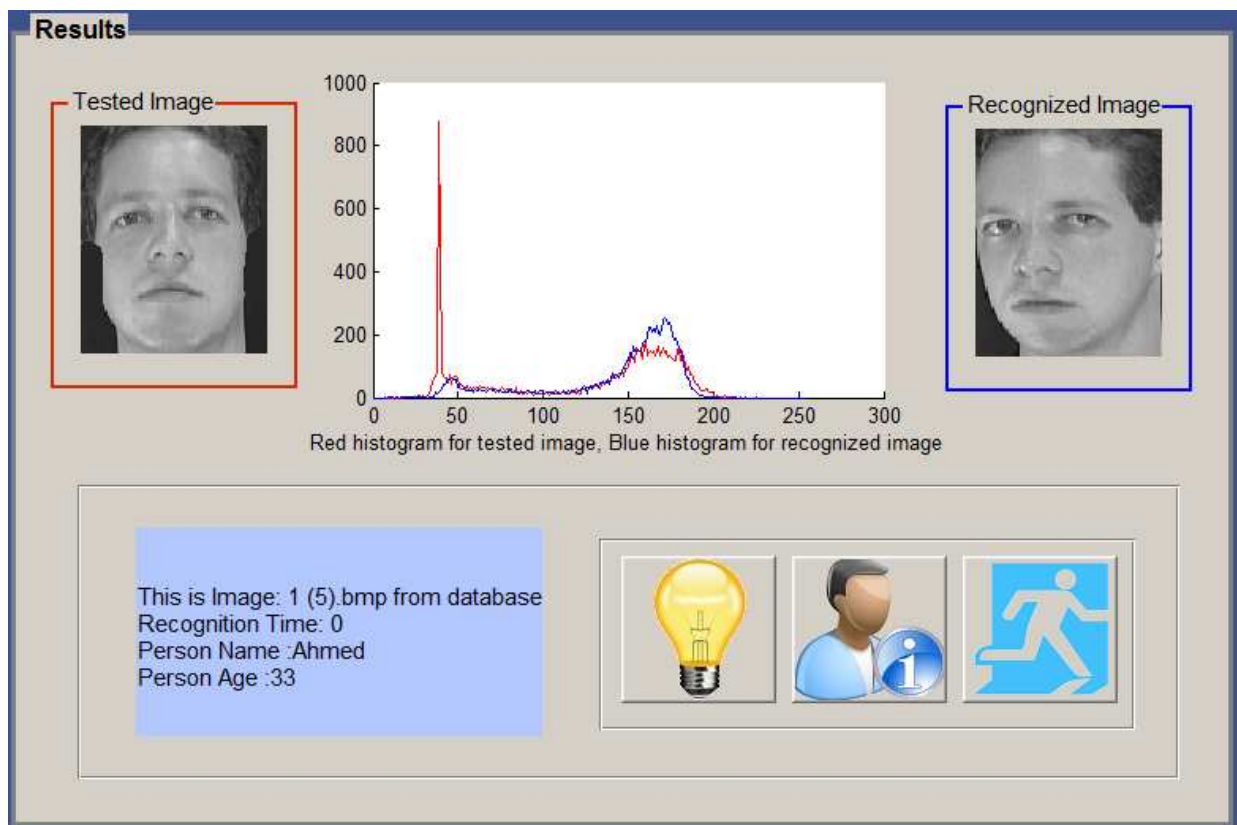 Results
Tested Image
Recognized Image
1000
800
600
400
200
0
0 50 100 150 200 250 300
Red histogram for tested image, Blue histogram for recognized image
This is Image: 1 (5).bmp from database
Recognition Time: 0
Person Name :Ahmed
Person Age :33
i